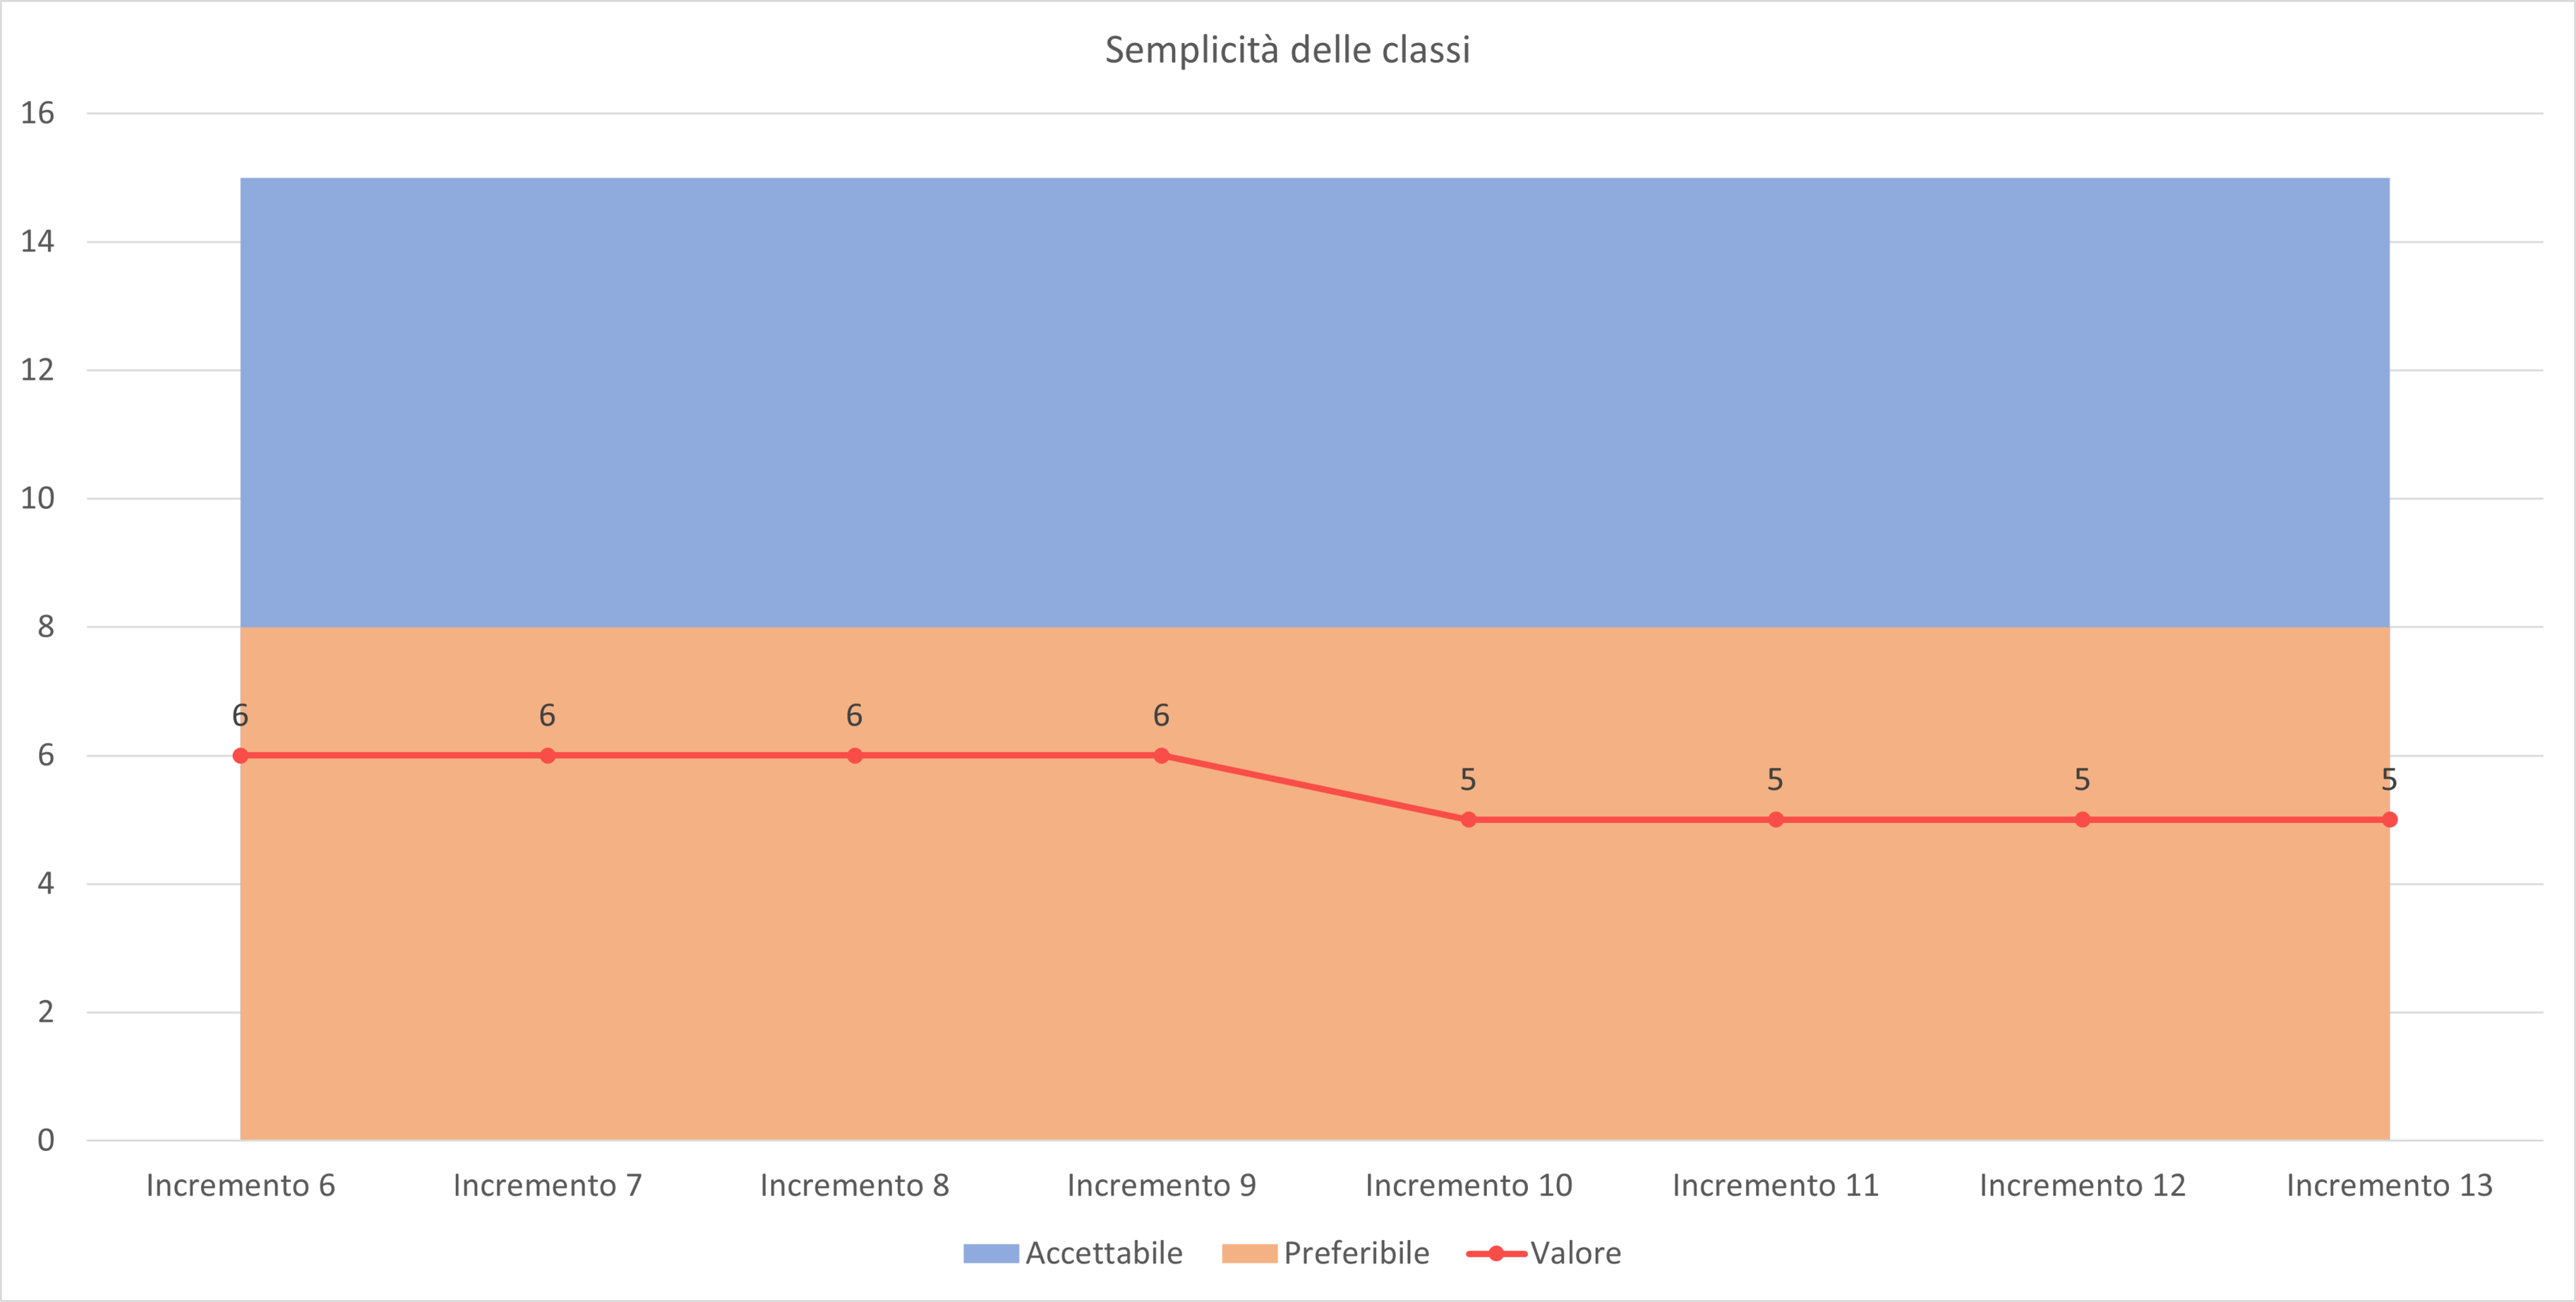 Semplicità delle classi
16
14
12
10
8
6
4
2
0
6 6 6 6 5 5 5 5
Incremento 6 Incremento 7 Incremento 8 Incremento 9 Incremento 10 Incremento 11 Incremento 12 Incremento 13
Accettabile Preferibile Valore